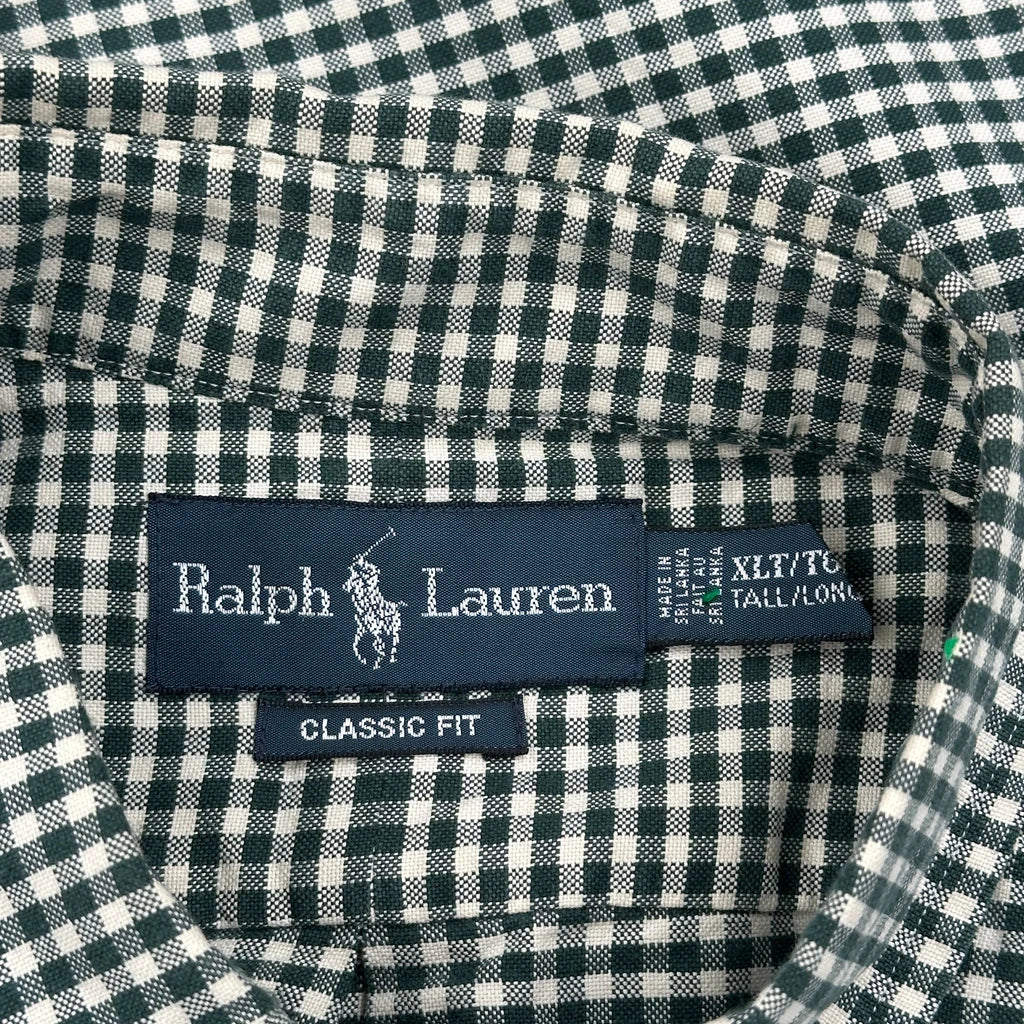 Ralph Lauren
MADE IN
SRI LANKA
FAIT AU
SRI LANKA
XLT/TG
TALL/LONG
CLASSIC FIT